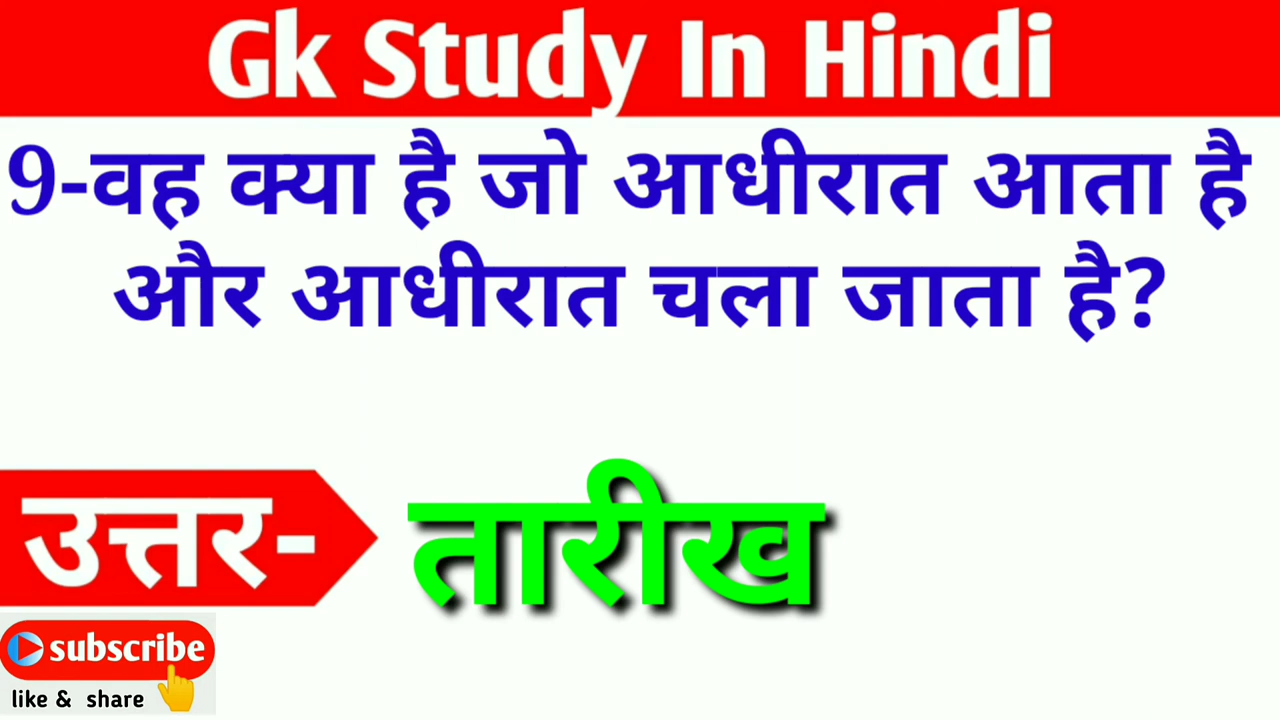 Gk Study In Hindi
9-वह क्या है जो आधीरात आता है
और आधीरात चला जाता है?
उत्तर-
तारीख
subscribe
like & share